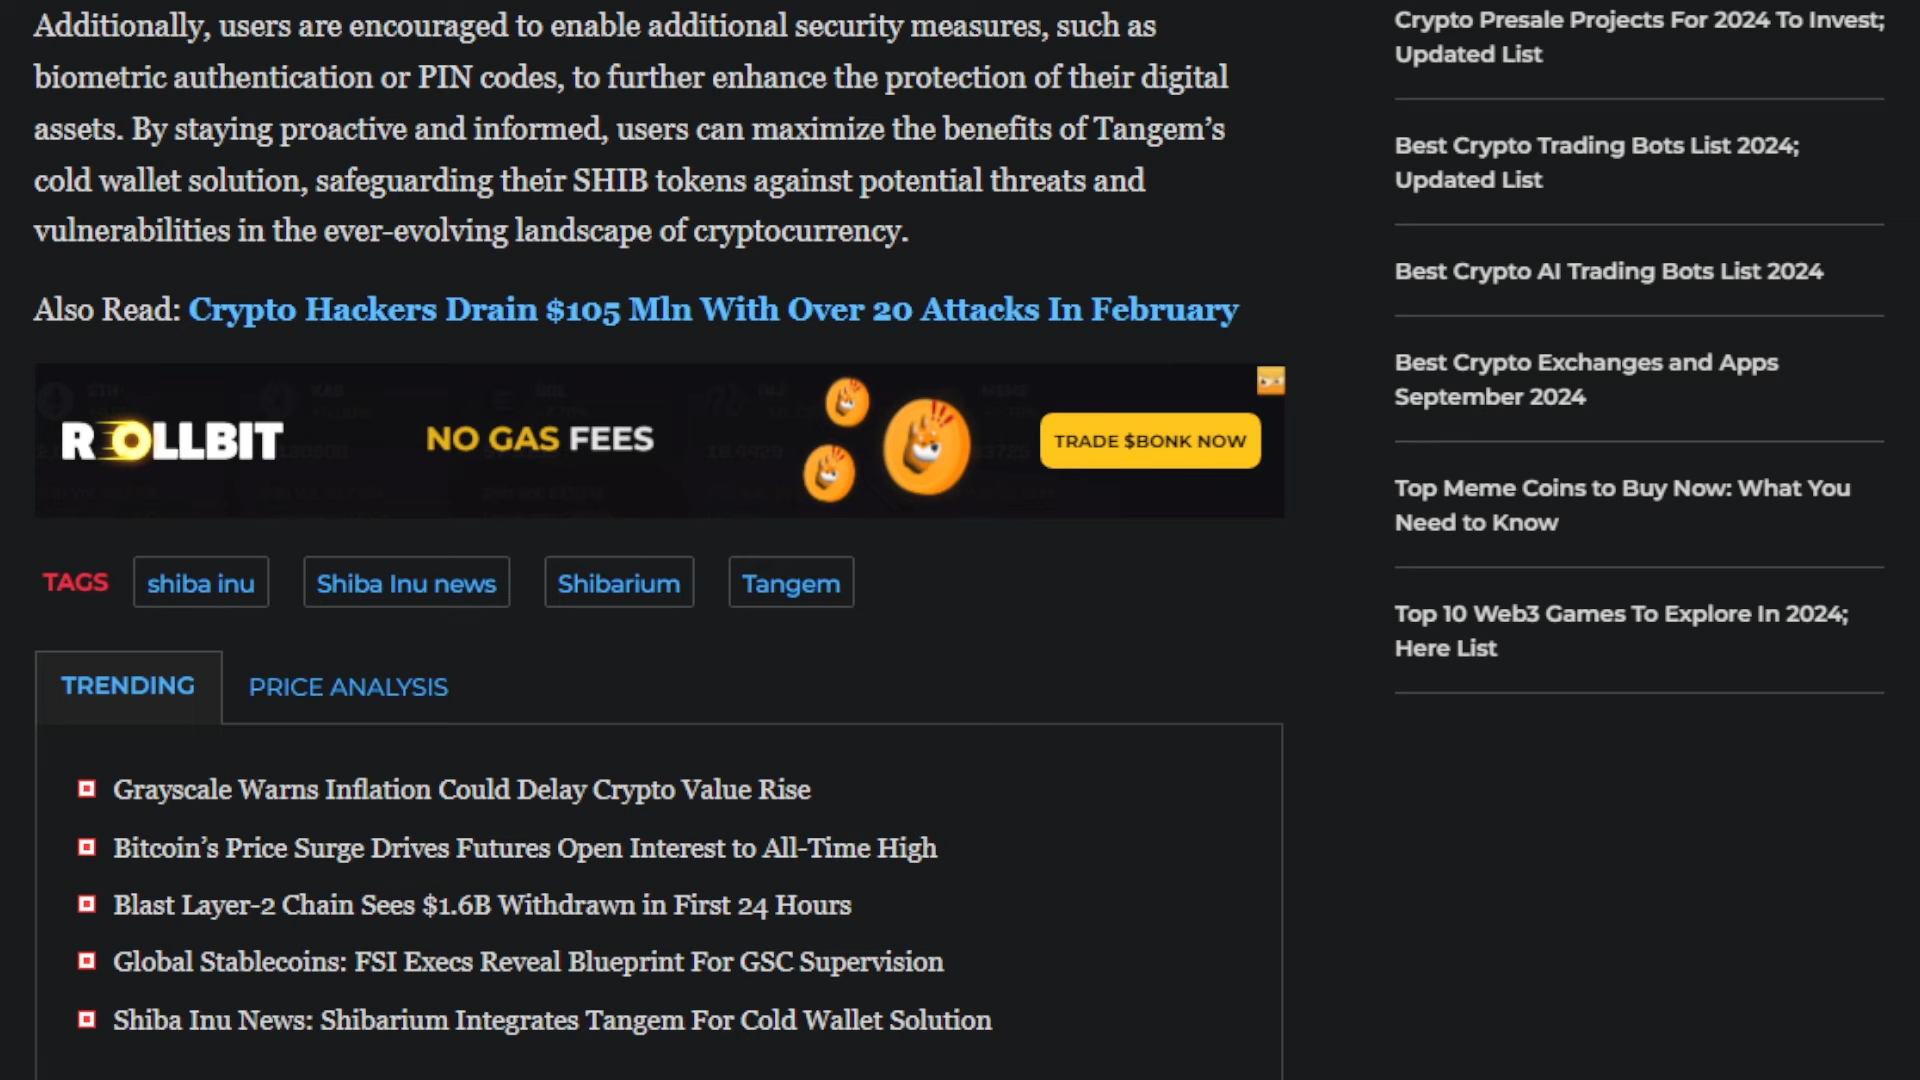 Additionally, users are encouraged to enable additional security measures, such as
biometric authentication or PIN codes, to further enhance the protection of their digital
assets. By staying proactive and informed, users can maximize the benefits of Tangem’s
cold wallet solution, safeguarding their SHIB tokens against potential threats and
vulnerabilities in the ever-evolving landscape of cryptocurrency.
Also Read: Crypto Hackers Drain $105 Mln With Over 20 Attacks In February
ROLLBIT
NO GAS FEES
TRADE $BONK NOW
TAGS
shiba inu
Shiba Inu news
Shibarium
Tangem
TRENDING
PRICE ANALYSIS
Grayscale Warns Inflation Could Delay Crypto Value Rise
Bitcoin’s Price Surge Drives Futures Open Interest to All-Time High
Blast Layer-2 Chain Sees $1.6B Withdrawn in First 24 Hours
Global Stablecoins: FSI Execs Reveal Blueprint For GSC Supervision
Shiba Inu News: Shibarium Integrates Tangem For Cold Wallet Solution
Crypto Presale Projects For 2024 To Invest;
Updated List
Best Crypto Trading Bots List 2024;
Updated List
Best Crypto AI Trading Bots List 2024
Best Crypto Exchanges and Apps
September 2024
Top Meme Coins to Buy Now: What You
Need to Know
Top 10 Web3 Games To Explore In 2024;
Here List